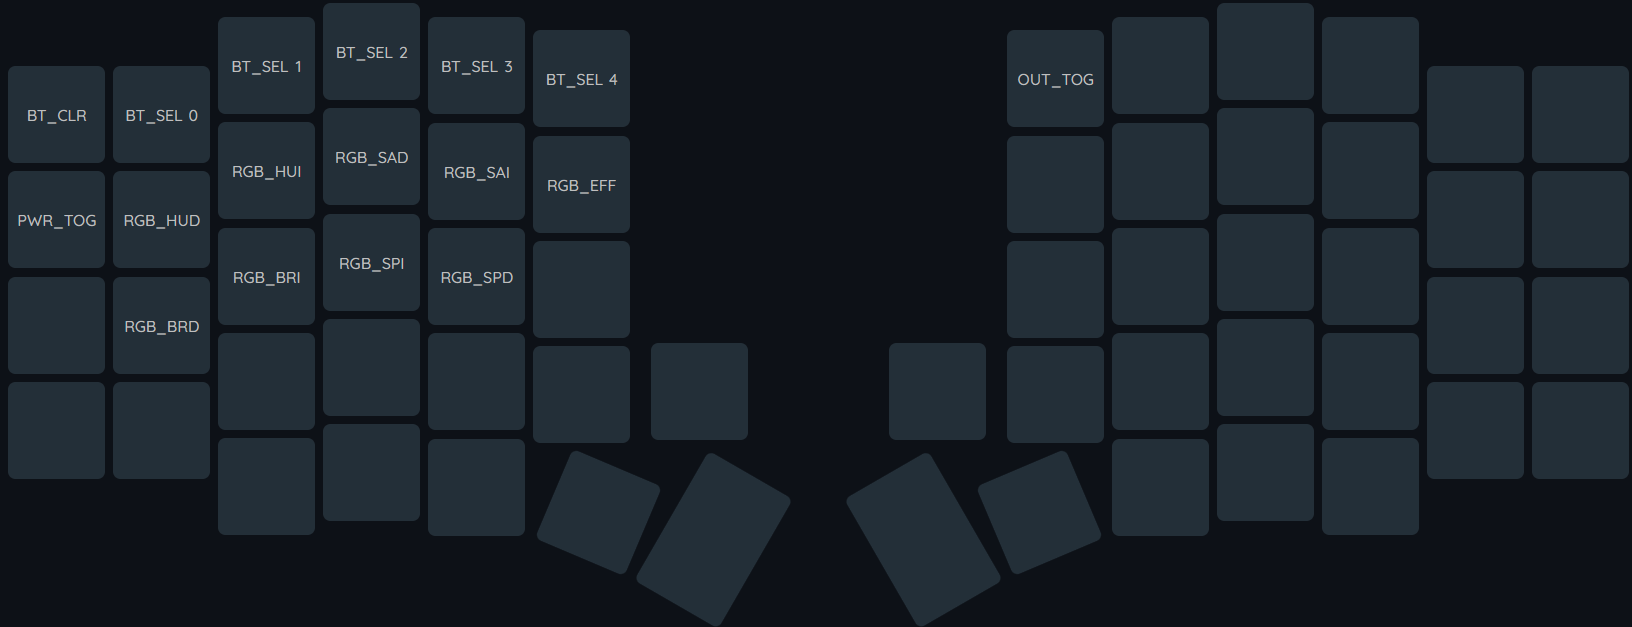 BT_CLR
BT_SEL 0
BT_SEL 1
BT_SEL 2
BT_SEL 3
BT_SEL 4
OUT_TOG
PWR_TOG
RGB_HUD
RGB_HUI
RGB_SAD
RGB_SAI
RGB_EFF
RGB_BRD
RGB_BRI
RGB_SPI
RGB_SPD